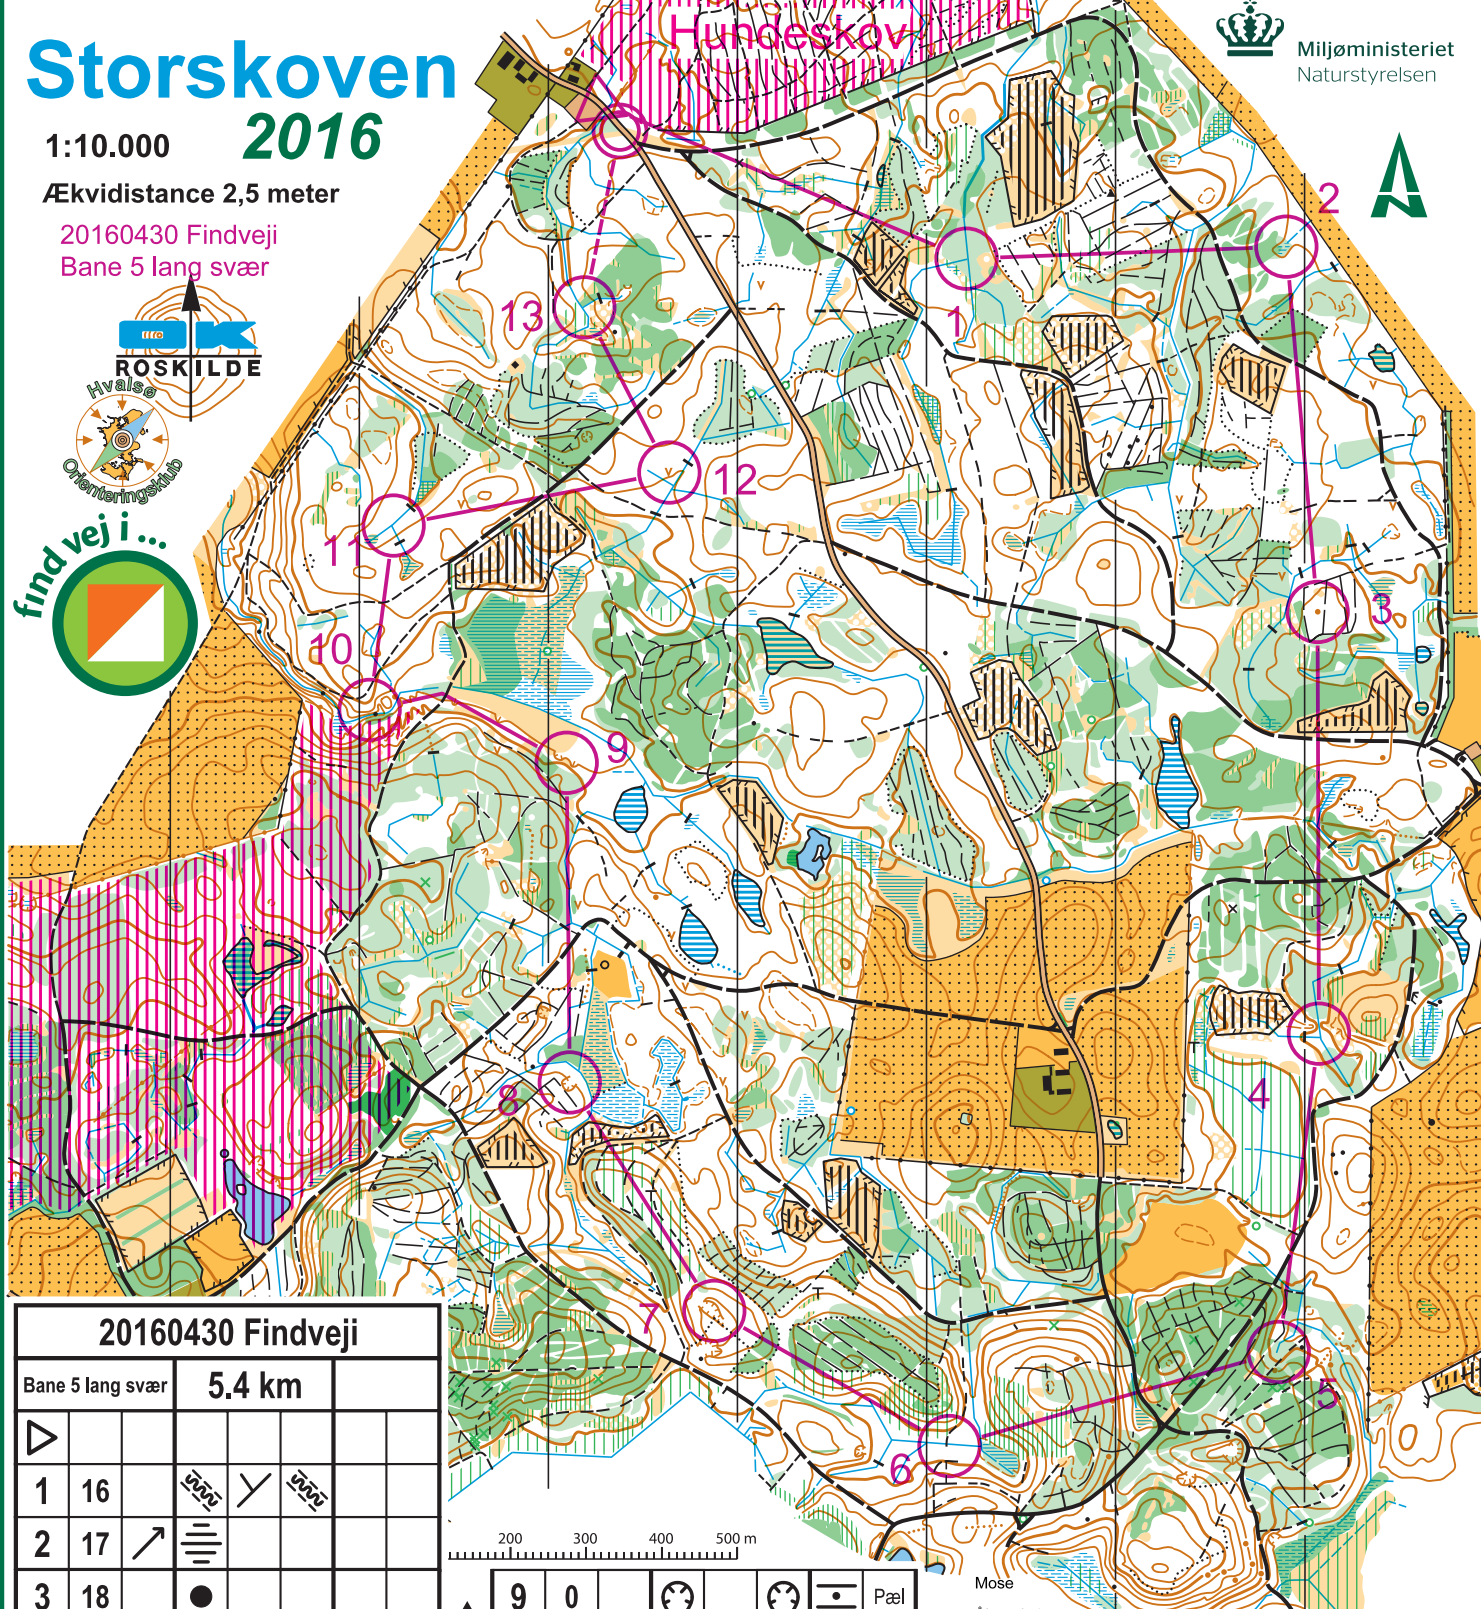 Storskoven
2016
1:10.000
Ækvidistance 2,5 meter
20160430 Findveji
Bane 5 lang svær
OK
ROSKILDE
Hvalsø
Orienteringsklub
find vej i ...
Hundeskov
Miljøministeriet
Naturstyrelsen
N
1
2
3
4
5
6
7
8
9
10
11
12
13
20160430 Findveji
Bane 5 lang svær 5.4 km
1 16
2 17
3 18
200 300 400 500 m
9 0 Pæl
Mose